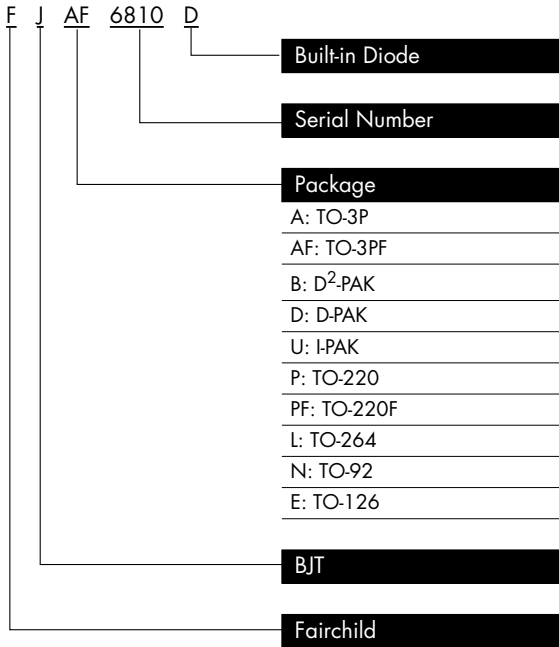 F J AF 6810 D
Built-in Diode
Serial Number
Package
A: TO-3P
AF: TO-3PF
B: D²-PAK
D: D-PAK
U: I-PAK
P: TO-220
PF: TO-220F
L: TO-264
N: TO-92
E: TO-126
BJT
Fairchild